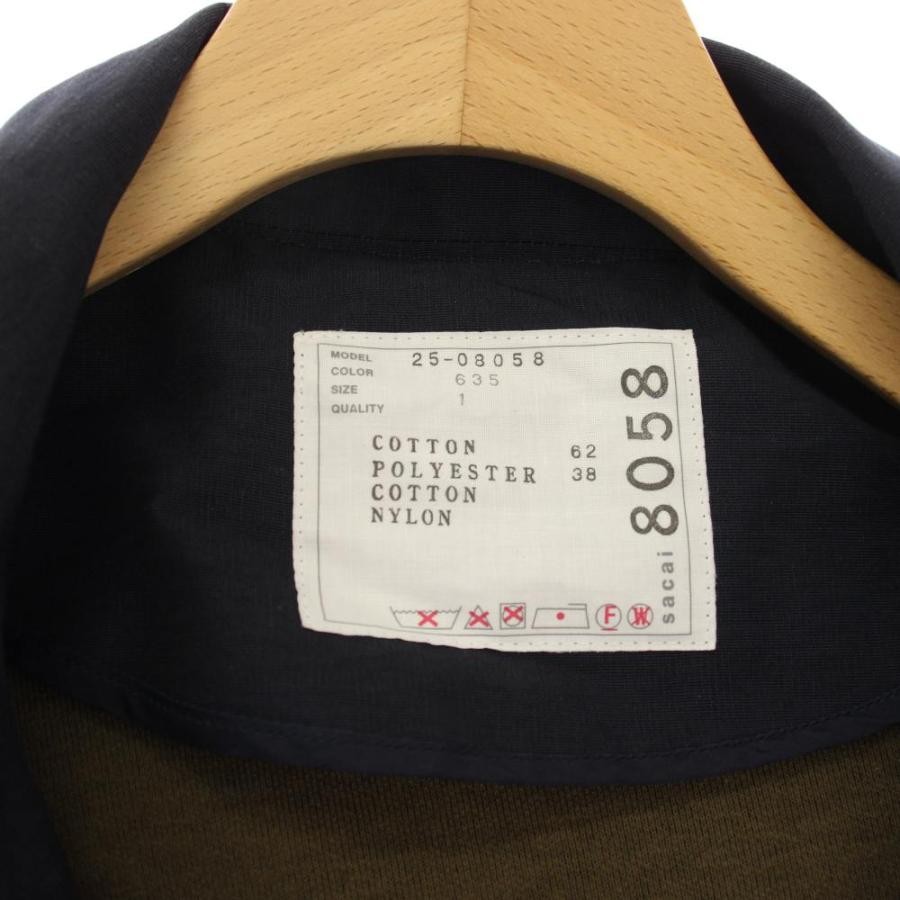 MODEL 25-08058
COLOR 635
SIZE 1
QUALITY
COTTON 62
POLYESTER 38
COTTON
NYLON
F W
sacai 8058